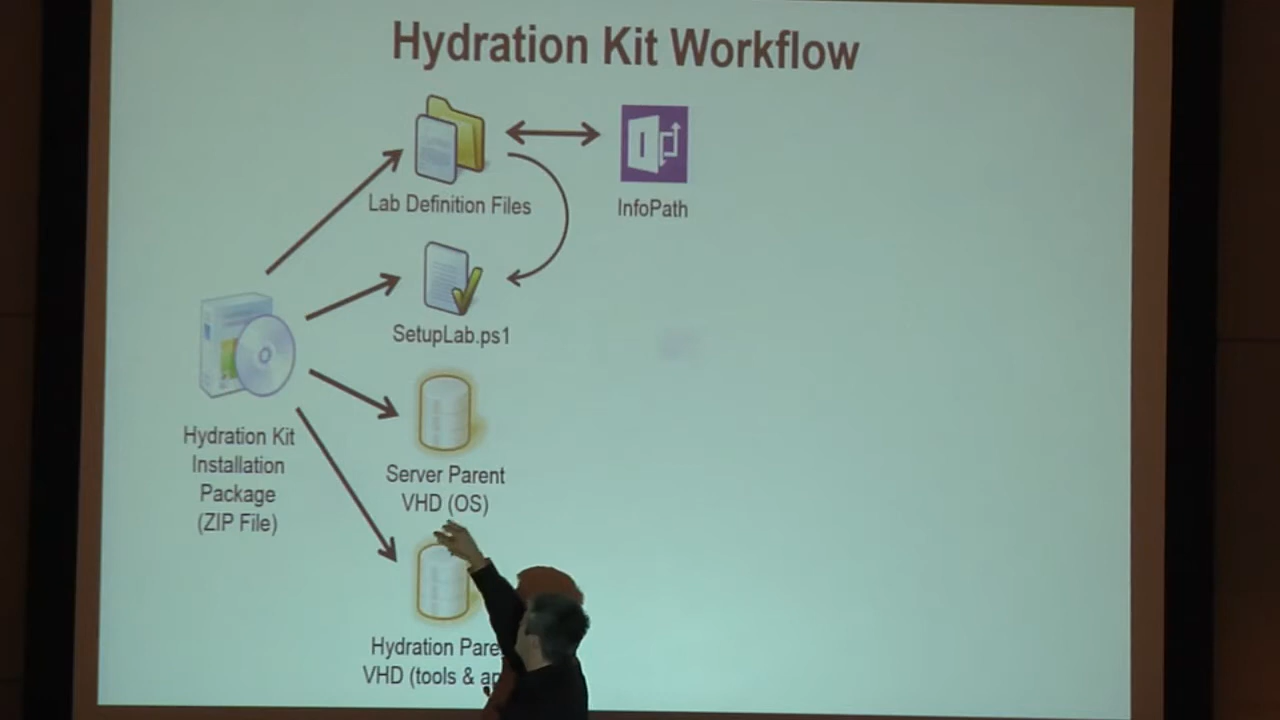 Hydration Kit Workflow
Lab Definition Files
InfoPath
SetupLab.ps1
Hydration Kit
Installation
Package
(ZIP File)
Server Parent
VHD (OS)
Hydration
VHD (tools &